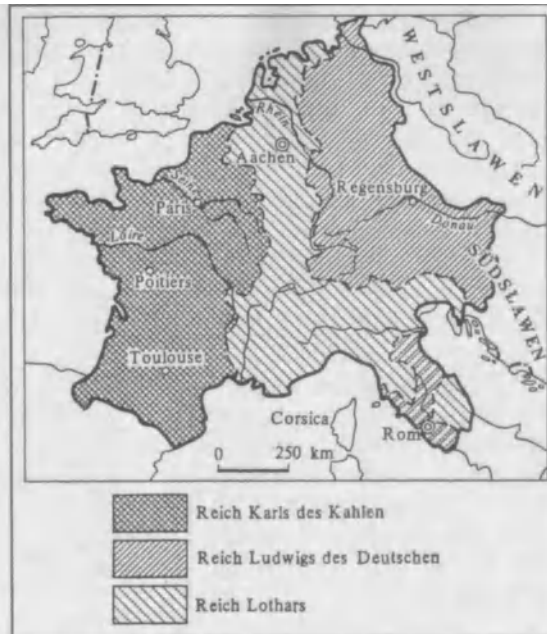 WESTSLAWEN
Rhein
Aachen
Regensburg
Seine
Paris
Donau
Loire
SÜDSLAWEN
Poitiers
Toulouse
Corsica
Rom
0 250 km
Reich Karls des Kahlen
Reich Ludwigs des Deutschen
Reich Lothars